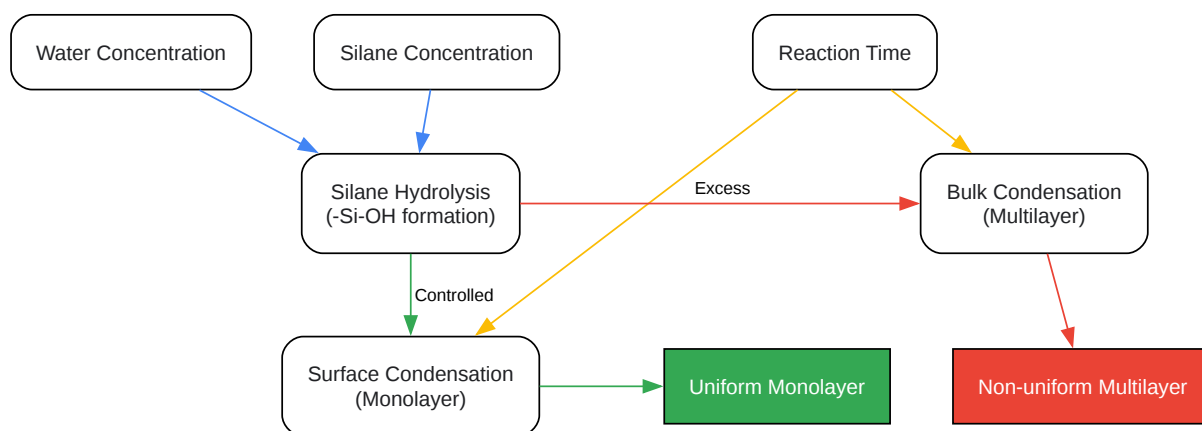 Water Concentration
Silane Concentration
Reaction Time
Silane Hydrolysis
(-Si-OH formation)
Excess
Bulk Condensation
(Multilayer)
Controlled
Surface Condensation
(Monolayer)
Uniform Monolayer
Non-uniform Multilayer